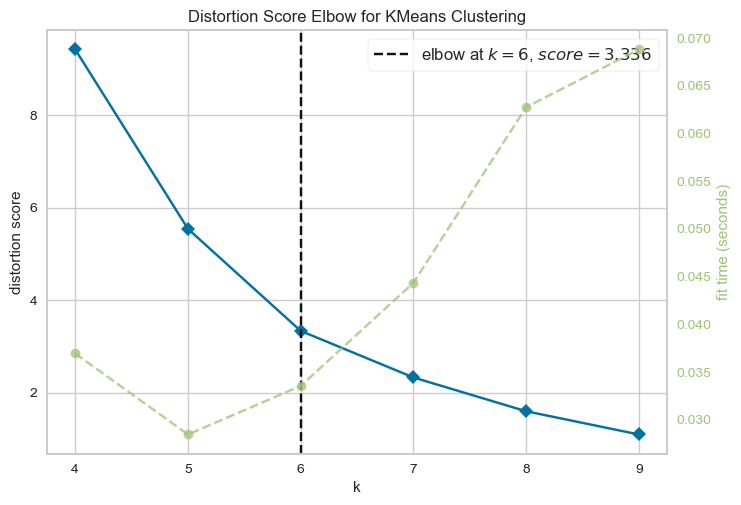 Distortion Score Elbow for KMeans Clustering
elbow at k = 6, score = 3.336
distortion score
8
6
4
2
4 5 6 7 8 9
k
0.070
0.065
0.060
0.055
0.050
0.045
0.040
0.035
0.030
fit time (seconds)